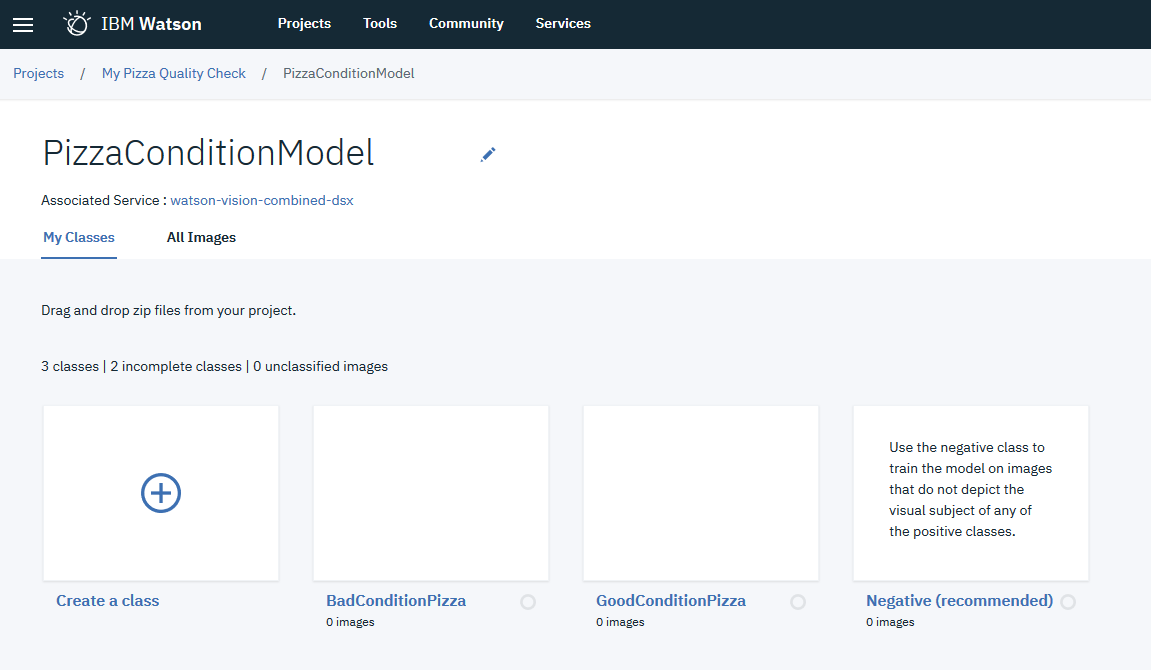 IBM Watson Projects Tools Community Services
Projects / My Pizza Quality Check / PizzaConditionModel
PizzaConditionModel
Associated Service : watson-vision-combined-dsx
My Classes All Images
Drag and drop zip files from your project.
3 classes | 2 incomplete classes | 0 unclassified images
Use the negative class to
train the model on images
that do not depict the
visual subject of any of
the positive classes.
Create a class
BadConditionPizza
0 images
GoodConditionPizza
0 images
Negative (recommended)
0 images